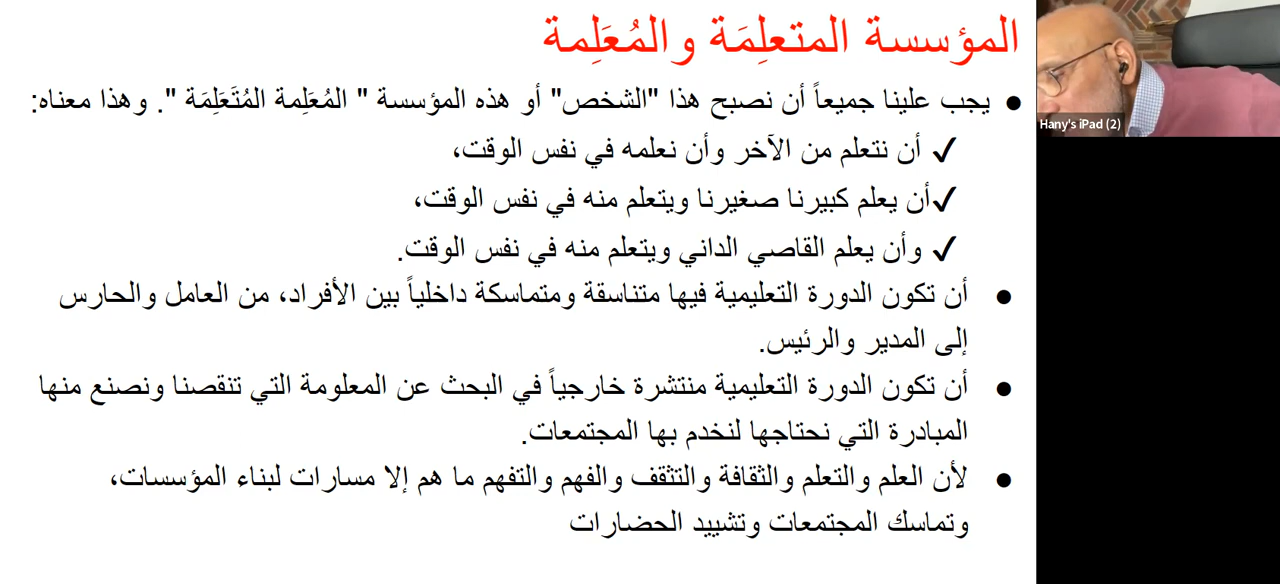 المؤسسة المتعلِمَة والمُعَلِمة
● يجب علينا جميعاً أن نصبح هذا "الشخص" أو هذه المؤسسة " المُعَلِمة المُتَعَلِمَة ". وهذا معناه:
✓ أن نتعلم من الآخر وأن نعلمه في نفس الوقت،
✓أن يعلم كبيرنا صغيرنا ويتعلم منه في نفس الوقت،
✓ وأن يعلم القاصي الداني ويتعلم منه في نفس الوقت.
● أن تكون الدورة التعليمية فيها متناسقة ومتماسكة داخلياً بين الأفراد، من العامل والحارس
إلى المدير والرئيس.
● أن تكون الدورة التعليمية منتشرة خارجياً في البحث عن المعلومة التي تنقصنا ونصنع منها
المبادرة التي نحتاجها لنخدم بها المجتمعات.
● لأن العلم والتعلم والثقافة والتثقف والفهم والتفهم ما هم إلا مسارات لبناء المؤسسات،
وتماسك المجتمعات وتشييد الحضارات
Hany's iPad (2)